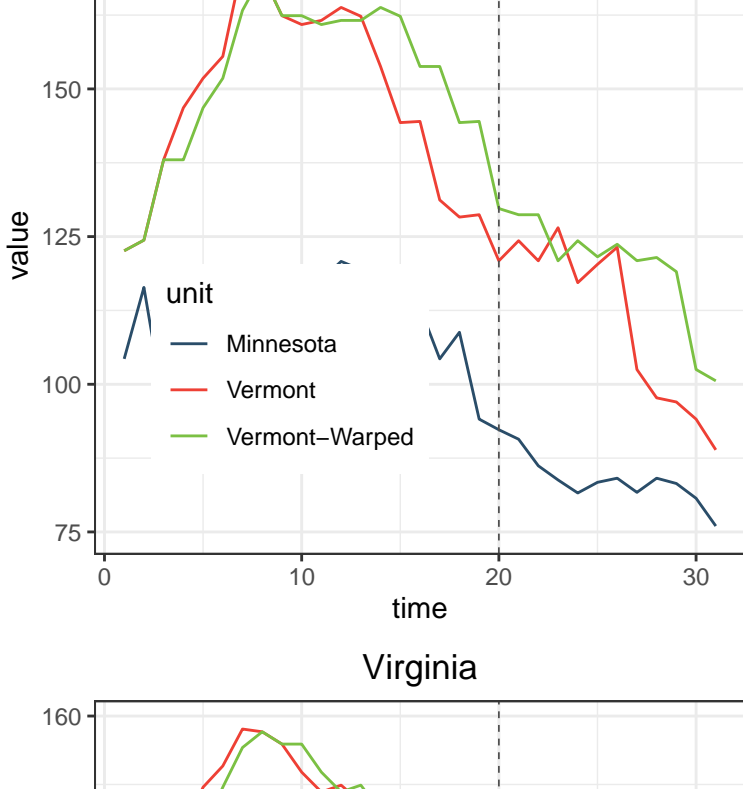 150
125
value
unit
Minnesota
Vermont
100
Vermont−Warped
75
0 10 20 30
time
Virginia
160